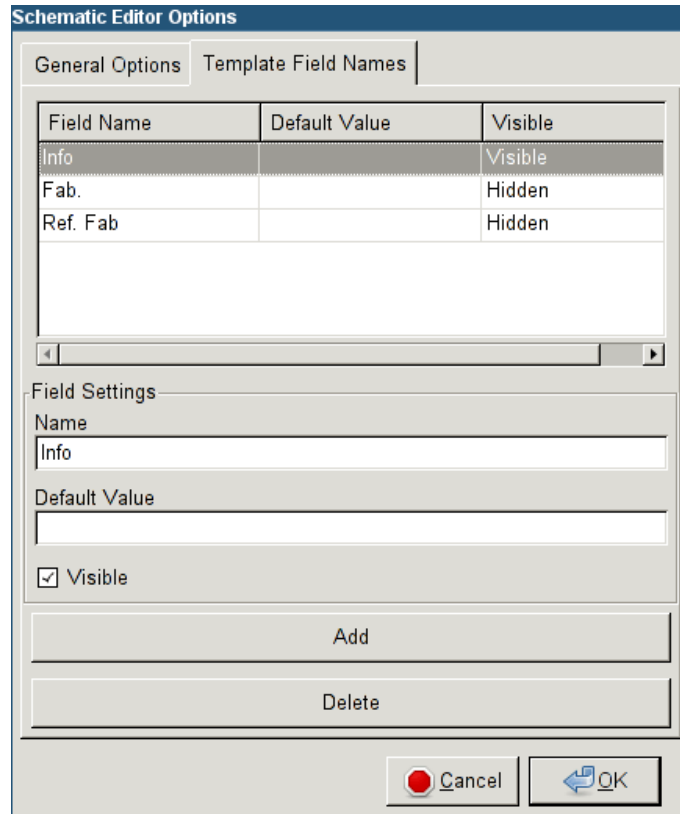 Schematic Editor Options
General Options Template Field Names
Field Name Default Value Visible
Info Visible
Fab. Hidden
Ref. Fab Hidden
Field Settings
Name
Info
Default Value
Visible
Add
Delete
Cancel OK